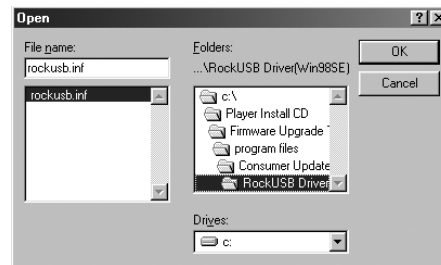 Open
File name:
rockusb.inf
rockusb.inf
Folders:
...\RockUSB Driver(Win98SE)
c:\
Player Install CD
Firmware Upgrade
program files
Consumer Update
RockUSB Driver
Drives:
c:
OK
Cancel